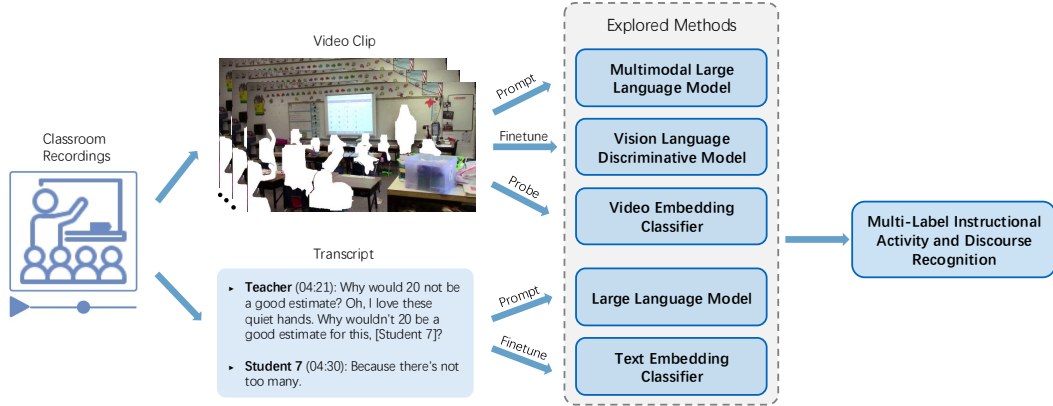 Classroom
Recordings
Video Clip
Transcript
▸ Teacher (04:21): Why would 20 not be
a good estimate? Oh, I love these
quiet hands. Why wouldn't 20 be a
good estimate for this, [Student 7]?
▸ Student 7 (04:30): Because there's not
too many.
Prompt
Finetune
Probe
Prompt
Finetune
Explored Methods
Multimodal Large
Language Model
Vision Language
Discriminative Model
Video Embedding
Classifier
Large Language Model
Text Embedding
Classifier
Multi-Label Instructional
Activity and Discourse
Recognition